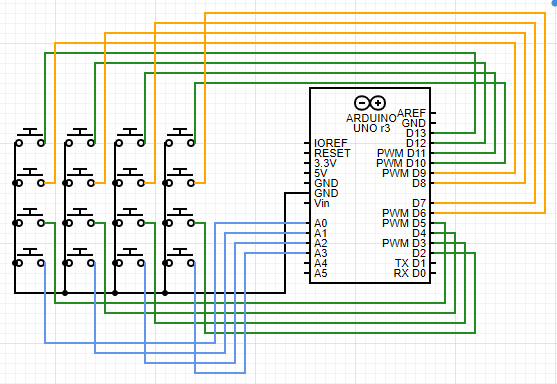 ARDUINO
UNO r3
IOREF
RESET
3.3V
5V
GND
GND
Vin
A0
A1
A2
A3
A4
A5
AREF
GND
D13
D12
PWM D11
PWM D10
PWM D9
D8
D7
PWM D6
PWM D5
D4
PWM D3
D2
TX D1
RX D0